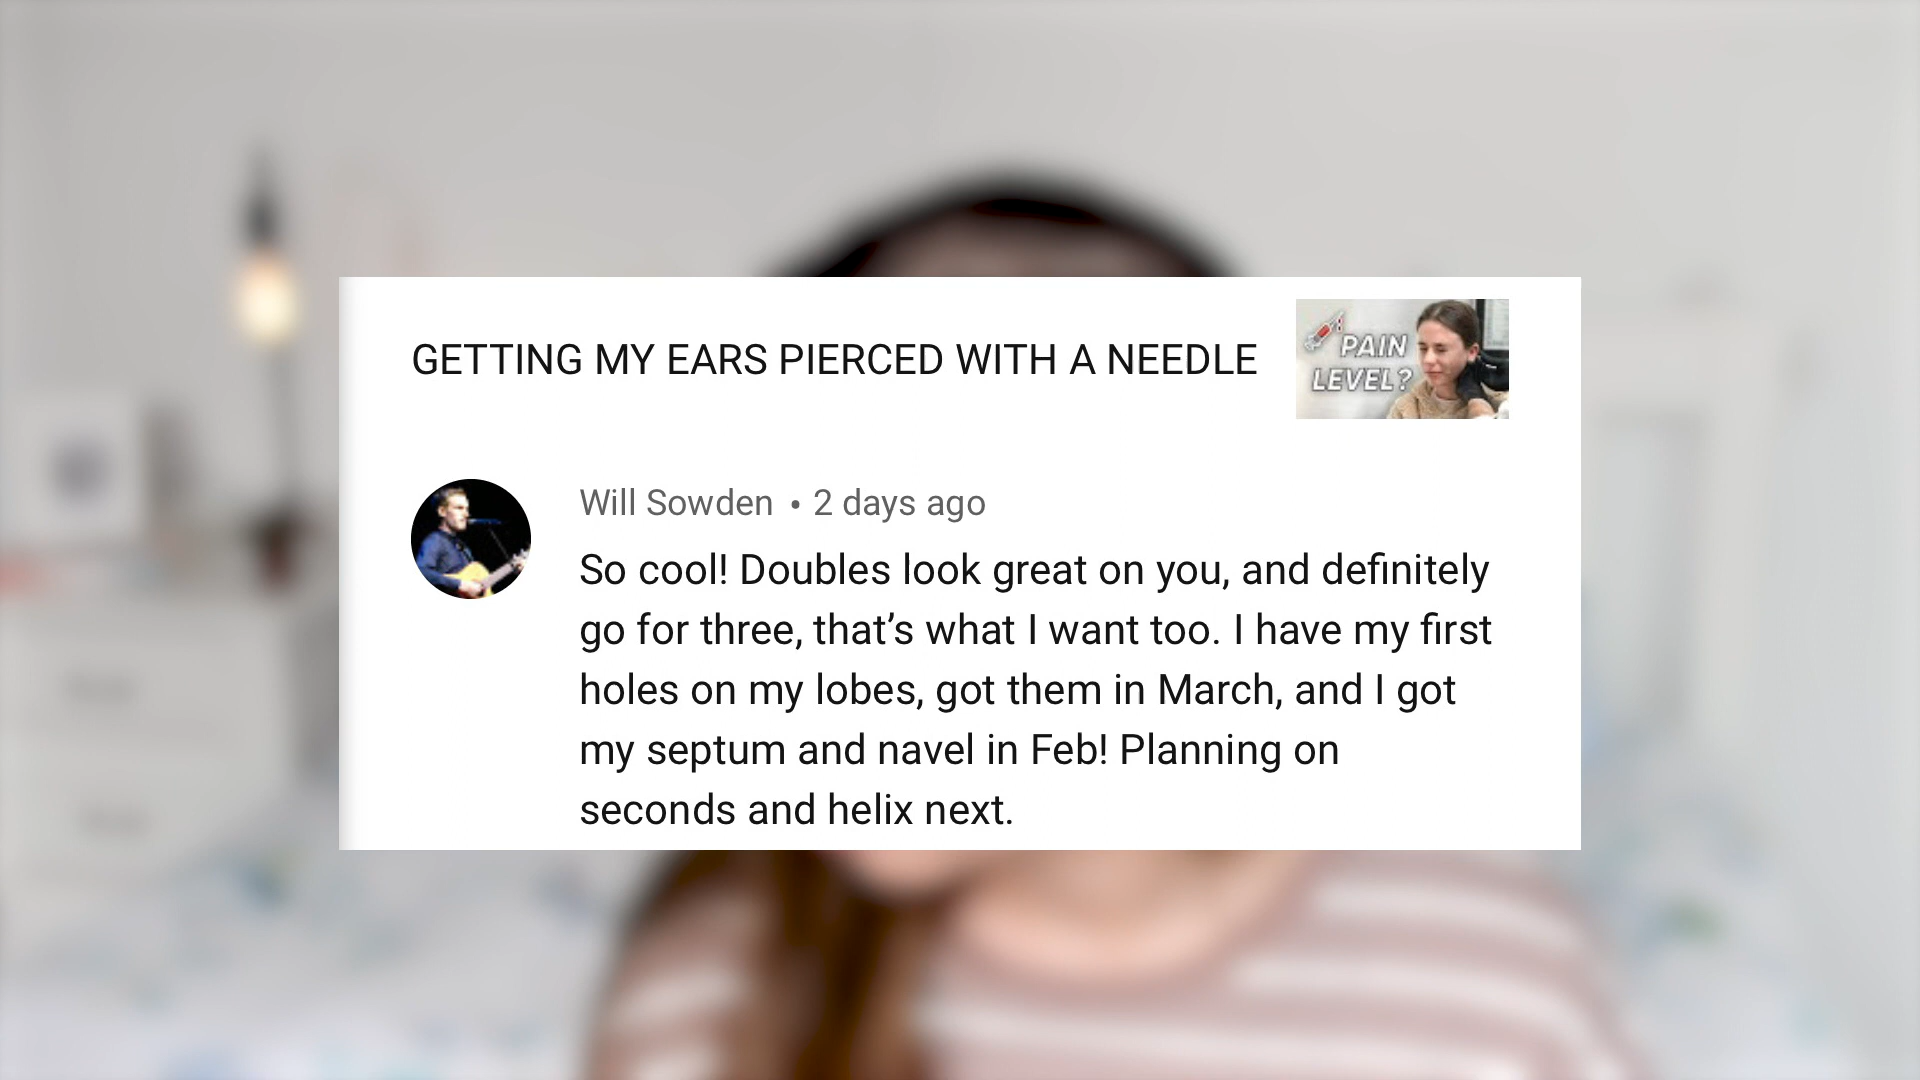 GETTING MY EARS PIERCED WITH A NEEDLE
PAIN
LEVEL?
Will Sowden • 2 days ago
So cool! Doubles look great on you, and definitely
go for three, that’s what I want too. I have my first
holes on my lobes, got them in March, and I got
my septum and navel in Feb! Planning on
seconds and helix next.